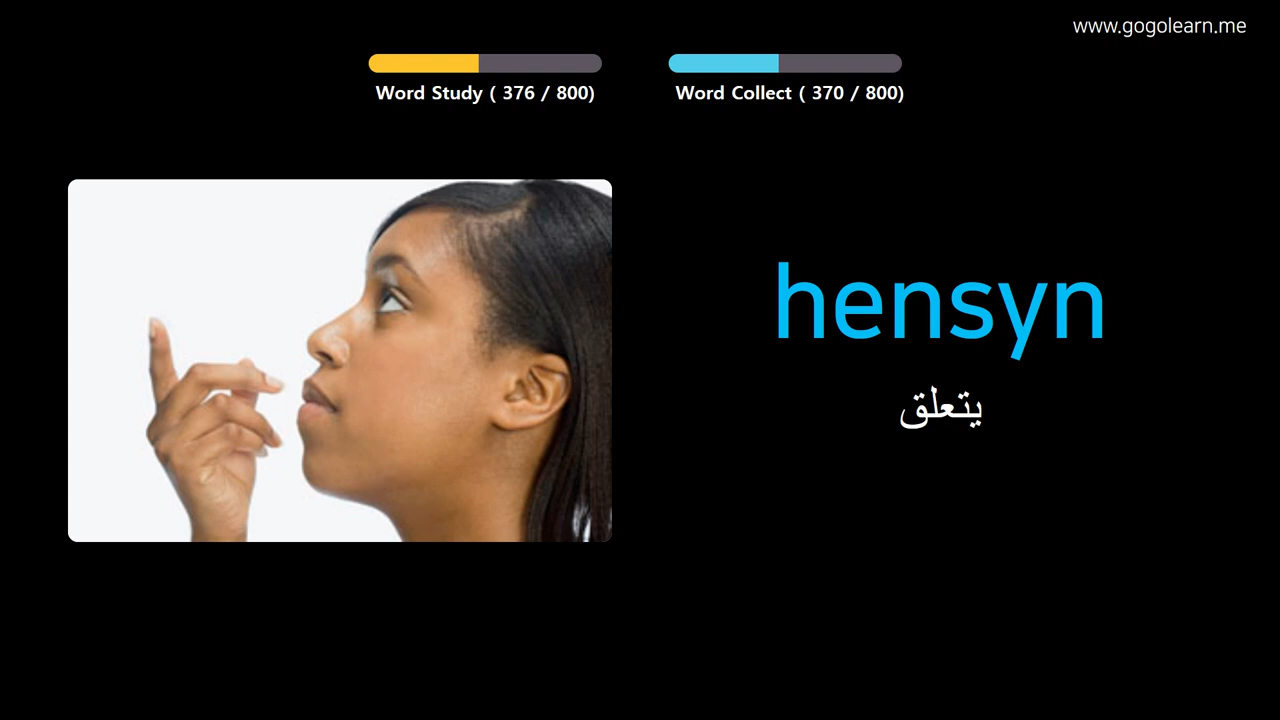 www.gogolearn.me
Word Study ( 376 / 800)
Word Collect ( 370 / 800)
hensyn
يتعلق